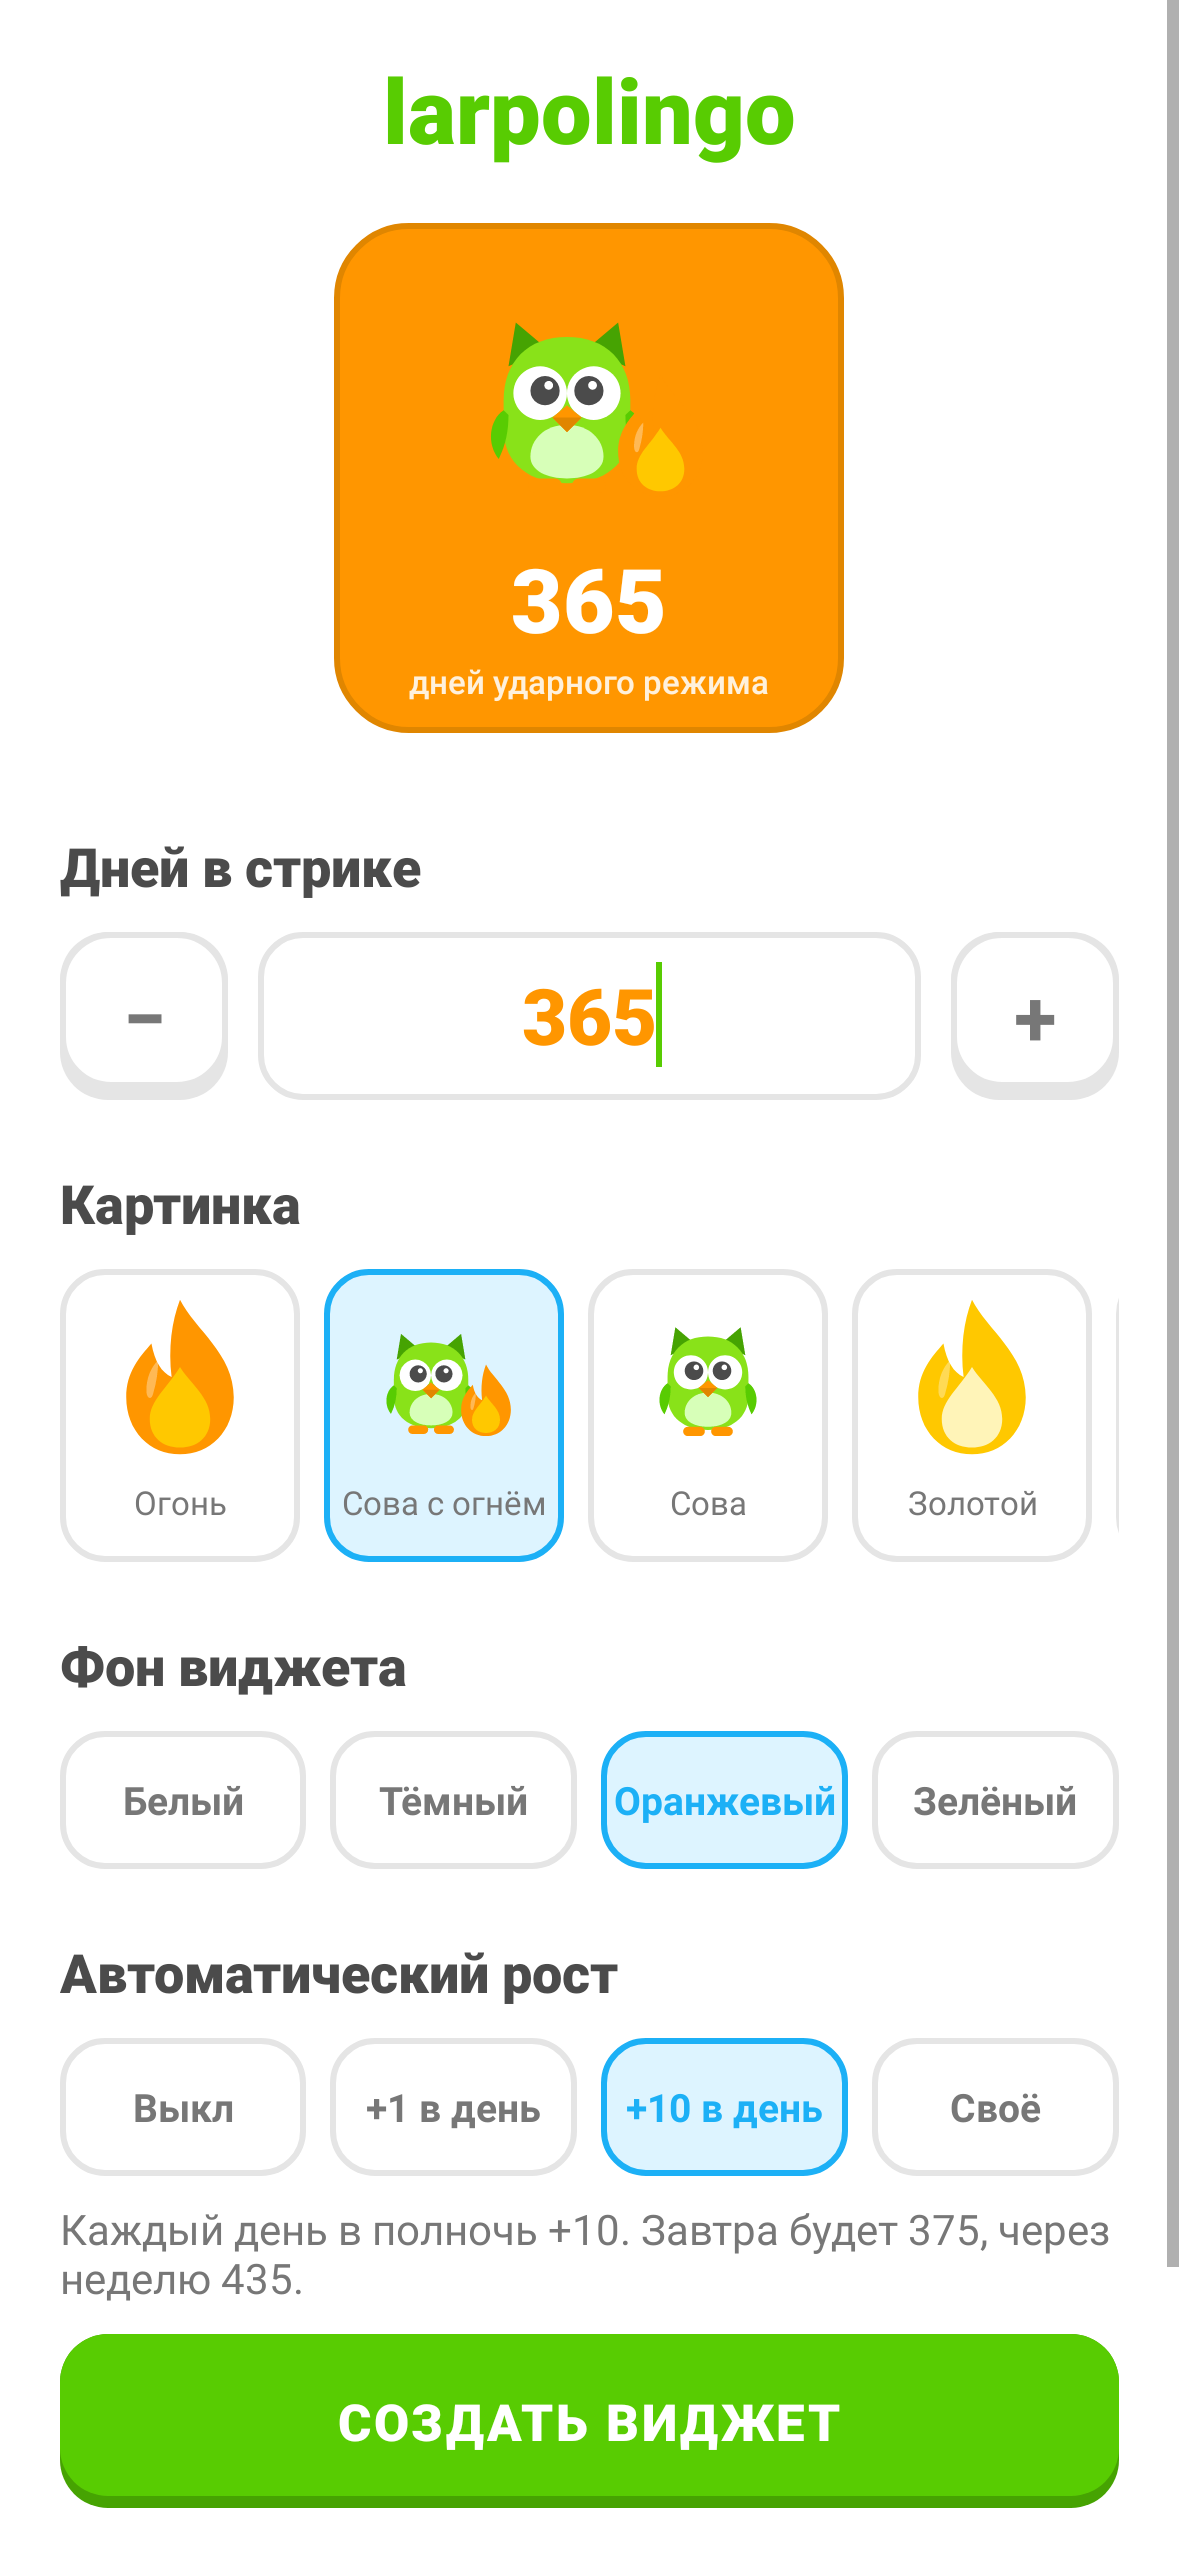 larpolingo
365
дней ударного режима
Дней в стрике
− 365 +
Картинка
Огонь Сова с огнём Сова Золотой
Фон виджета
Белый Тёмный Оранжевый Зелёный
Автоматический рост
Выкл +1 в день +10 в день Своё
Каждый день в полночь +10. Завтра будет 375, через
неделю 435.
СОЗДАТЬ ВИДЖЕТ